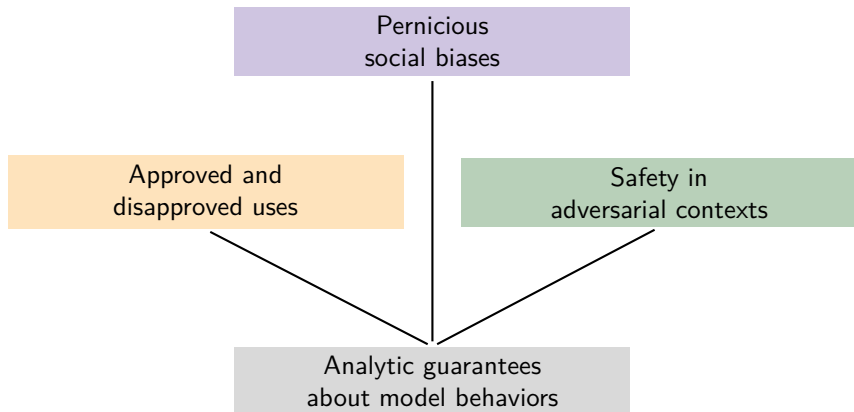 Pernicious
social biases
Approved and
disapproved uses
Safety in
adversarial contexts
Analytic guarantees
about model behaviors